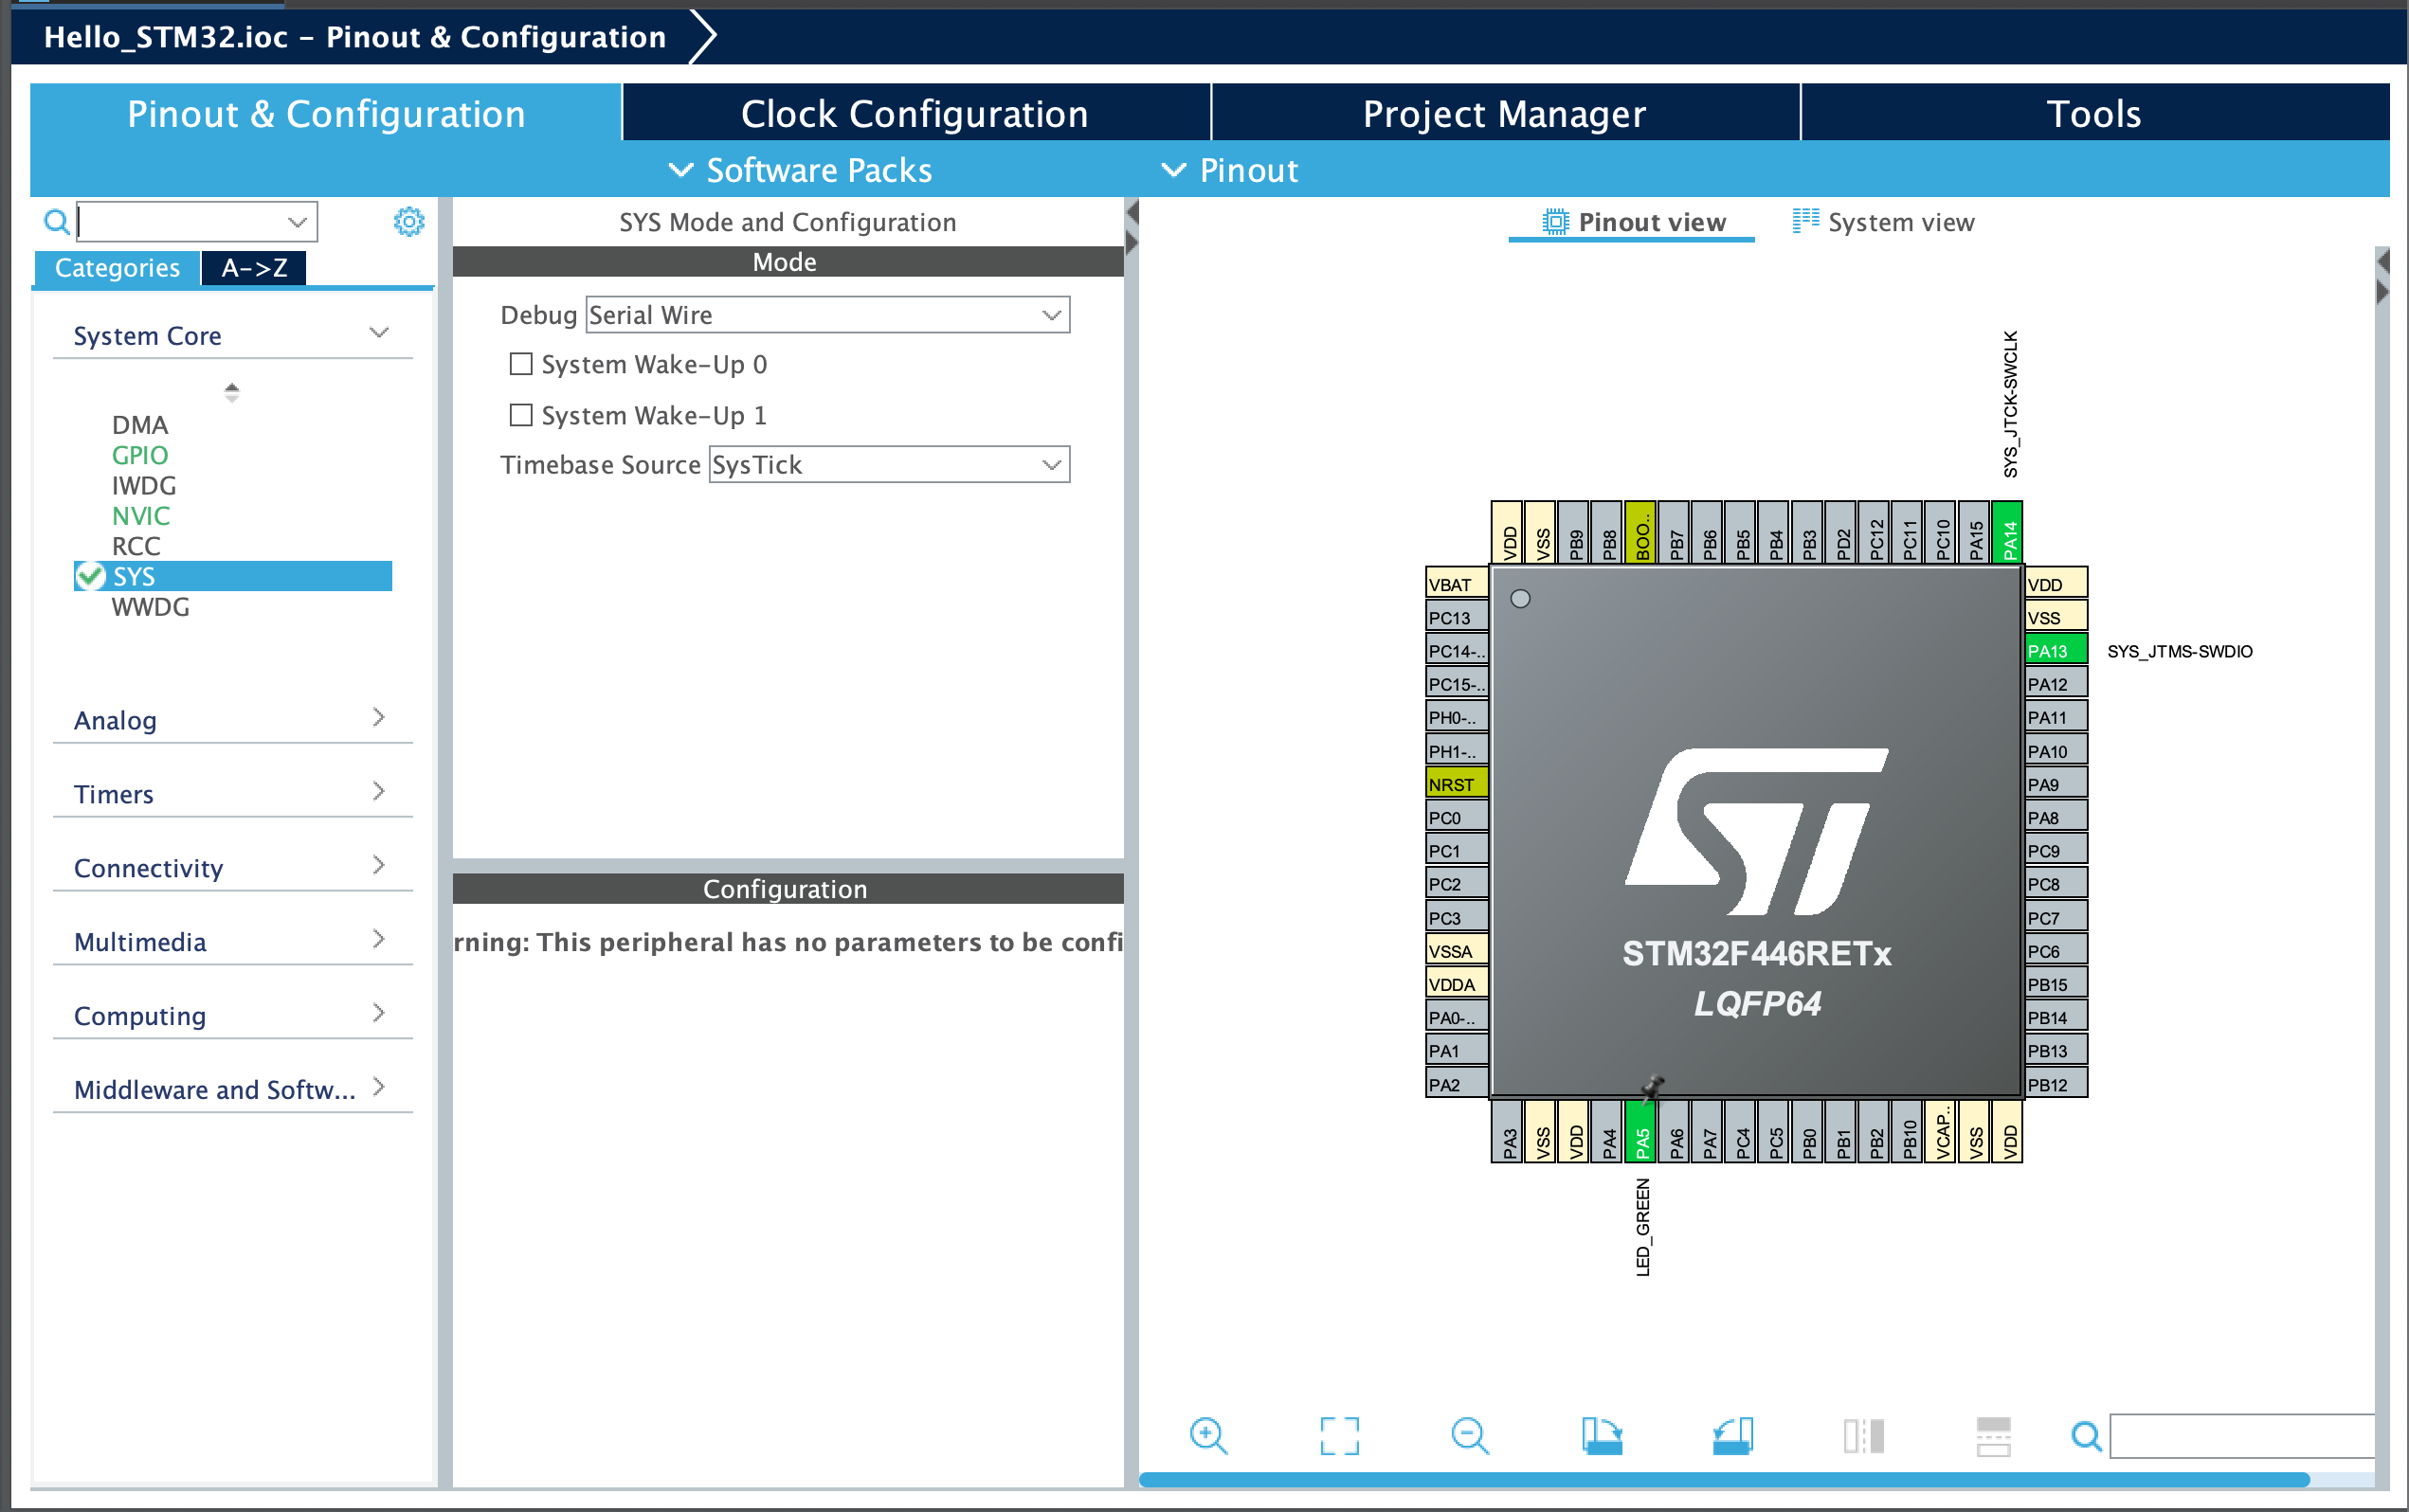 Hello_STM32.ioc – Pinout & Configuration
Pinout & Configuration
Clock Configuration
Project Manager
Tools
Software Packs
Pinout
Categories
A->Z
System Core
DMA
GPIO
IWDG
NVIC
RCC
SYS
WWDG
Analog
Timers
Connectivity
Multimedia
Computing
Middleware and Softw...
SYS Mode and Configuration
Mode
Debug Serial Wire
System Wake-Up 0
System Wake-Up 1
Timebase Source SysTick
Configuration
rning: This peripheral has no parameters to be confi
Pinout view
System view
SYS_JTCK-SWCLK
VDD
VSS
PB9
PB8
BOO..
PB7
PB6
PB5
PB4
PB3
PD2
PC12
PC11
PC10
PA15
PA14
VBAT
PC13
PC14-..
PC15-..
PH0-..
PH1-..
NRST
PC0
PC1
PC2
PC3
VSSA
VDDA
PA0-..
PA1
PA2
ST
STM32F446RETx
LQFP64
VDD
VSS
PA13 SYS_JTMS-SWDIO
PA12
PA11
PA10
PA9
PA8
PC9
PC8
PC7
PC6
PB15
PB14
PB13
PB12
PA3
VSS
VDD
PA4
PA5
PA6
PA7
PC4
PC5
PB0
PB1
PB2
PB10
VCAP..
VSS
VDD
LED_GREEN